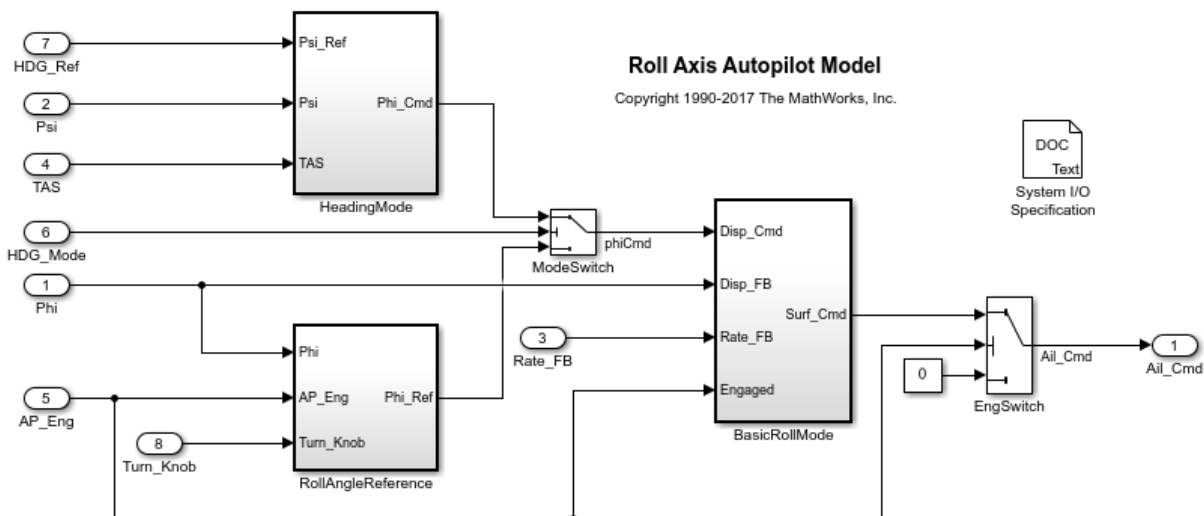 7
HDG_Ref
Psi_Ref
2
Psi
Psi
Phi_Cmd
4
TAS
TAS
HeadingMode
Roll Axis Autopilot Model
Copyright 1990-2017 The MathWorks, Inc.
DOC
Text
System I/O
Specification
6
HDG_Mode
ModeSwitch
phiCmd
1
Phi
Disp_Cmd
Disp_FB
Rate_FB
Engaged
Surf_Cmd
BasicRollMode
3
Rate_FB
Phi
AP_Eng
Turn_Knob
Phi_Ref
RollAngleReference
5
AP_Eng
8
Turn_Knob
0
EngSwitch
Ail_Cmd
1
Ail_Cmd